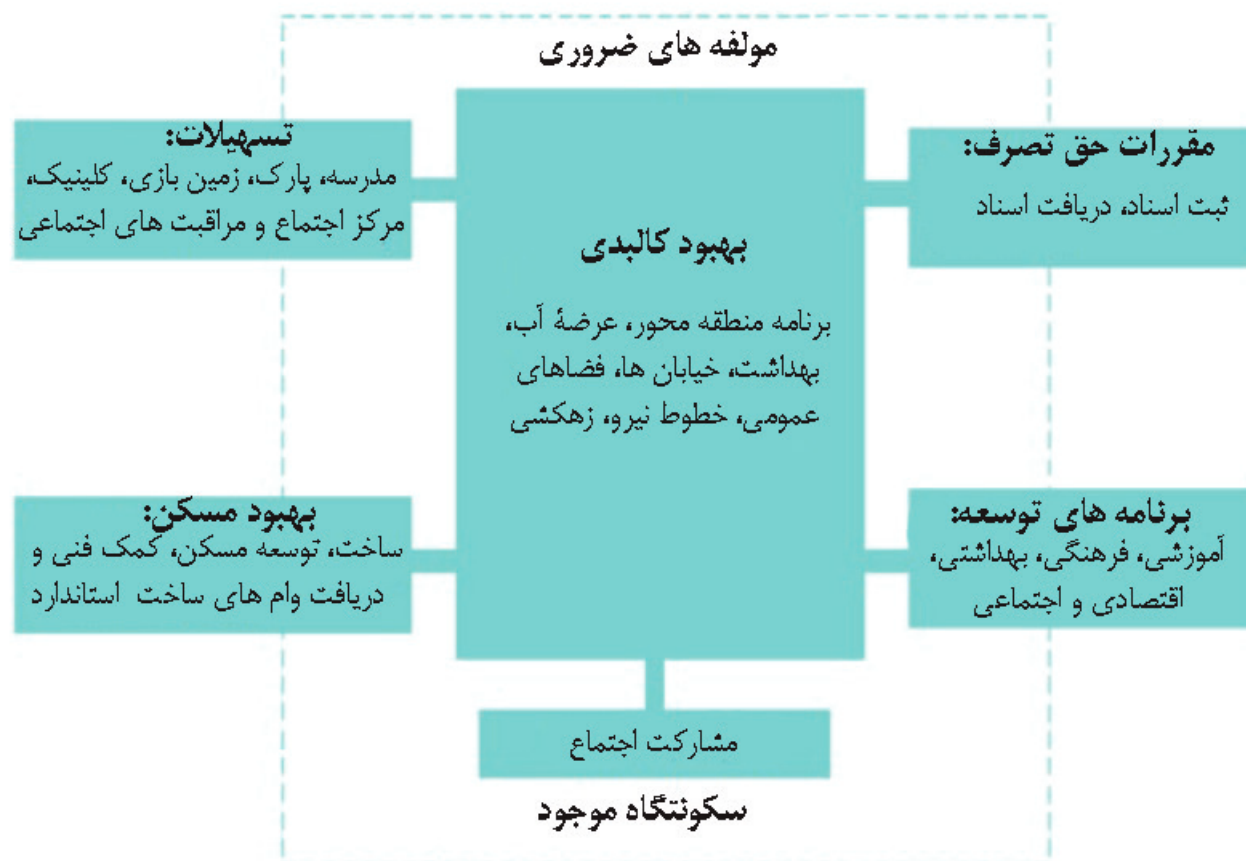 مولفه های ضروری
مقررات حق تصرف:
ثبت اسناد، دریافت اسناد
تسهیلات:
مدرسه، پارک، زمین بازی، کلینیک،
مرکز اجتماع و مراقبت های اجتماعی
بهبود کالبدی
برنامه منطقه محور، عرضهٔ آب،
بهداشت، خیابان ها، فضاهای
عمومی، خطوط نیرو، زهکشی
برنامه های توسعه:
آموزشی، فرهنگی، بهداشتی،
اقتصادی و اجتماعی
بهبود مسکن:
ساخت، توسعه مسکن، کمک فنی و
دریافت وام های ساخت استاندارد
مشارکت اجتماع
سکونتگاه موجود